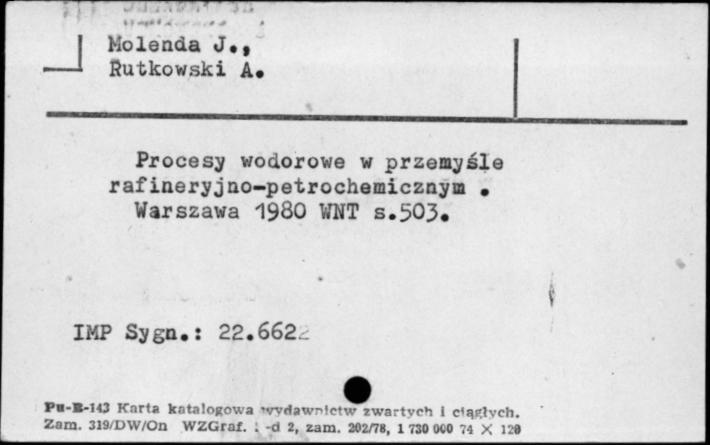 Molenda J.,
Rutkowski A.
Procesy wodorowe w przemyśle
rafineryjno-petrochemicznym .
Warszawa 1980 WNT s.503.
IMP Sygn.: 22.6622
Pu-B-143 Karta katalogowa wydawnictw zwartych i ciągłych.
Zam. 319/DW/On WZGraf. -d 2, zam. 202/78, 1 730 000 74 X 120